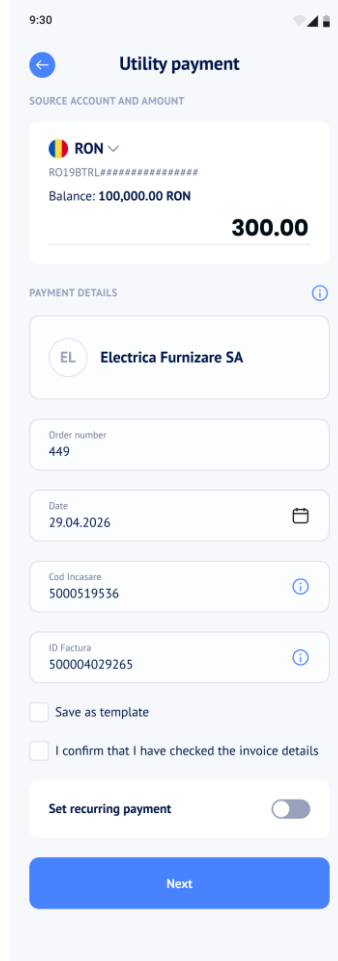 9:30
Utility payment
SOURCE ACCOUNT AND AMOUNT
RON
RO19BTRL################
Balance: 100,000.00 RON
300.00
PAYMENT DETAILS
EL
Electrica Furnizare SA
Order number
449
Date
29.04.2026
Cod Incasare
5000519536
ID Factura
500004029265
Save as template
I confirm that I have checked the invoice details
Set recurring payment
Next